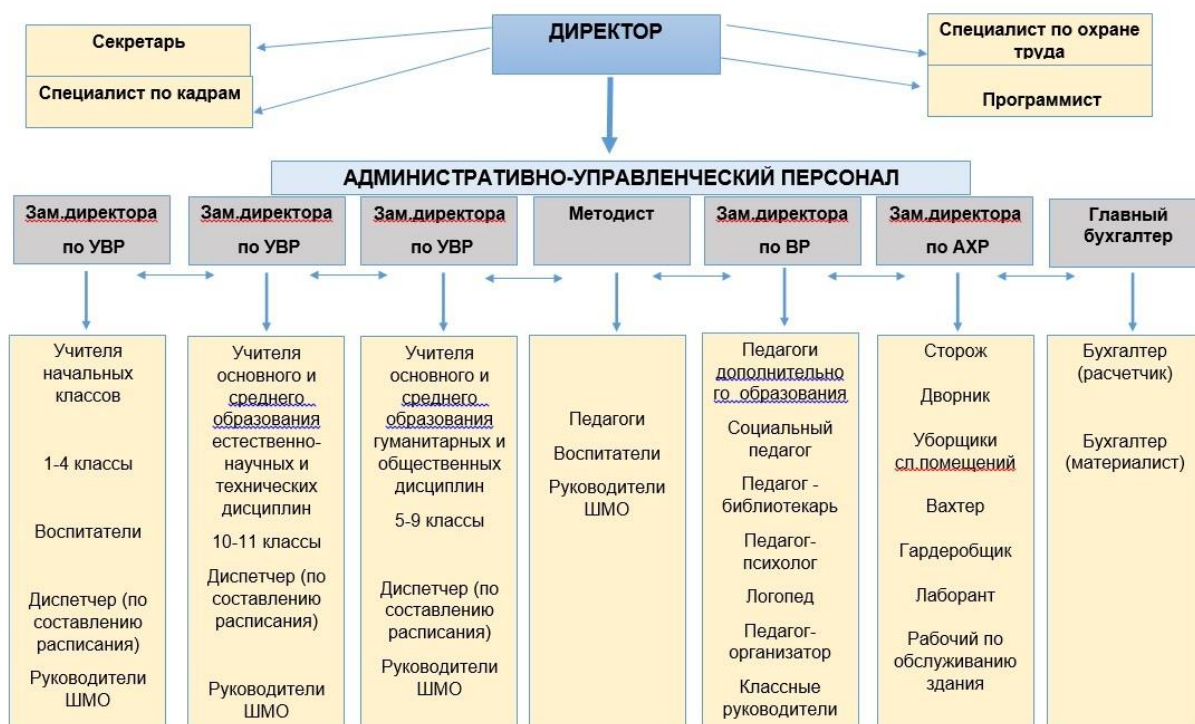 ДИРЕКТОР
Секретарь
Специалист по кадрам
Специалист по охране
труда
Программист
АДМИНИСТРАТИВНО-УПРАВЛЕНЧЕСКИЙ ПЕРСОНАЛ
Зам.директора
по УВР
Зам.директора
по УВР
Зам.директора
по УВР
Методист
Зам.директора
по ВР
Зам.директора
по АХР
Главный
бухгалтер
Учителя
начальных
классов
1-4 классы
Воспитатели
Диспетчер (по
составлению
расписания)
Руководители
ШМО
Учителя
основного и
среднего
образования
естественно-
научных и
технических
дисциплин
10-11 классы
Диспетчер (по
составлению
расписания)
Руководители
ШМО
Учителя
основного и
среднего
образования
гуманитарных и
общественных
дисциплин
5-9 классы
Диспетчер (по
составлению
расписания)
Руководители
ШМО
Педагоги
Воспитатели
Руководители
ШМО
Педагоги
дополнительно
го образования
Социальный
педагог
Педагог -
библиотекарь
Педагог-
психолог
Логопед
Педагог-
организатор
Классные
руководители
Сторож
Дворник
Уборщики
сл.помещений
Вахтер
Гардеробщик
Лаборант
Рабочий по
обслуживанию
здания
Бухгалтер
(расчетчик)
Бухгалтер
(материалист)